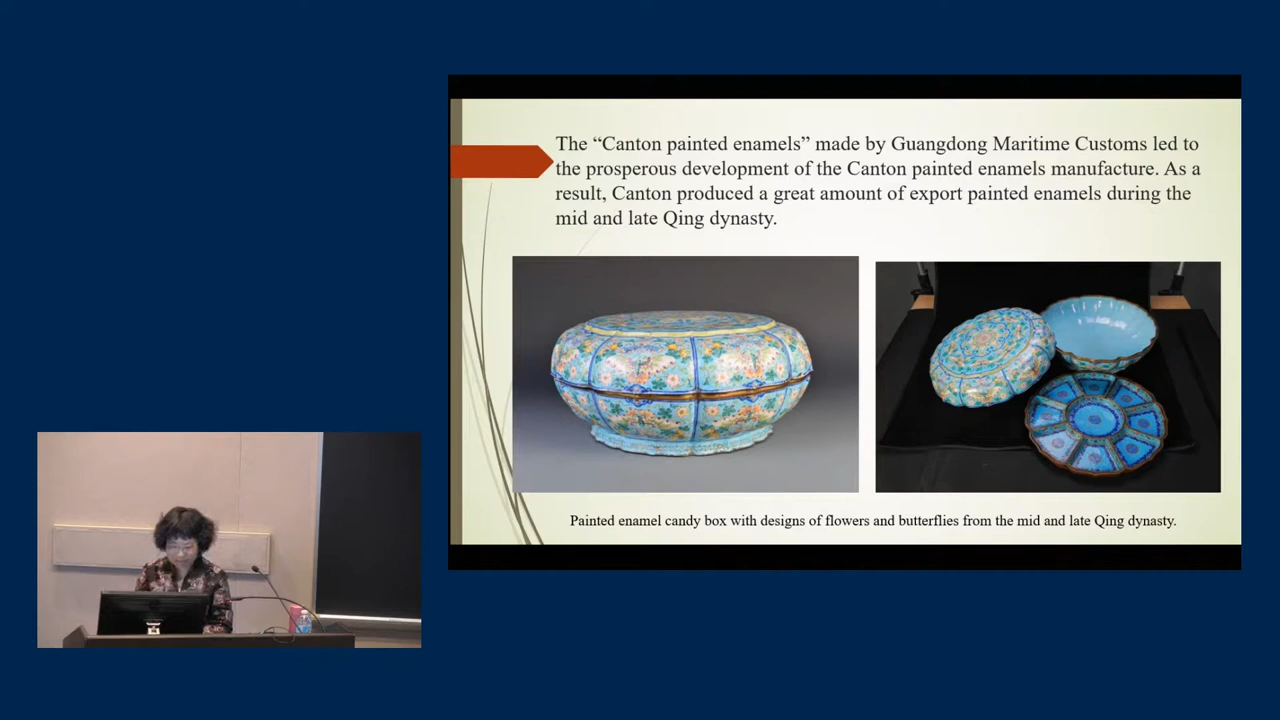 The “Canton painted enamels” made by Guangdong Maritime Customs led to
the prosperous development of the Canton painted enamels manufacture. As a
result, Canton produced a great amount of export painted enamels during the
mid and late Qing dynasty.
Painted enamel candy box with designs of flowers and butterflies from the mid and late Qing dynasty.